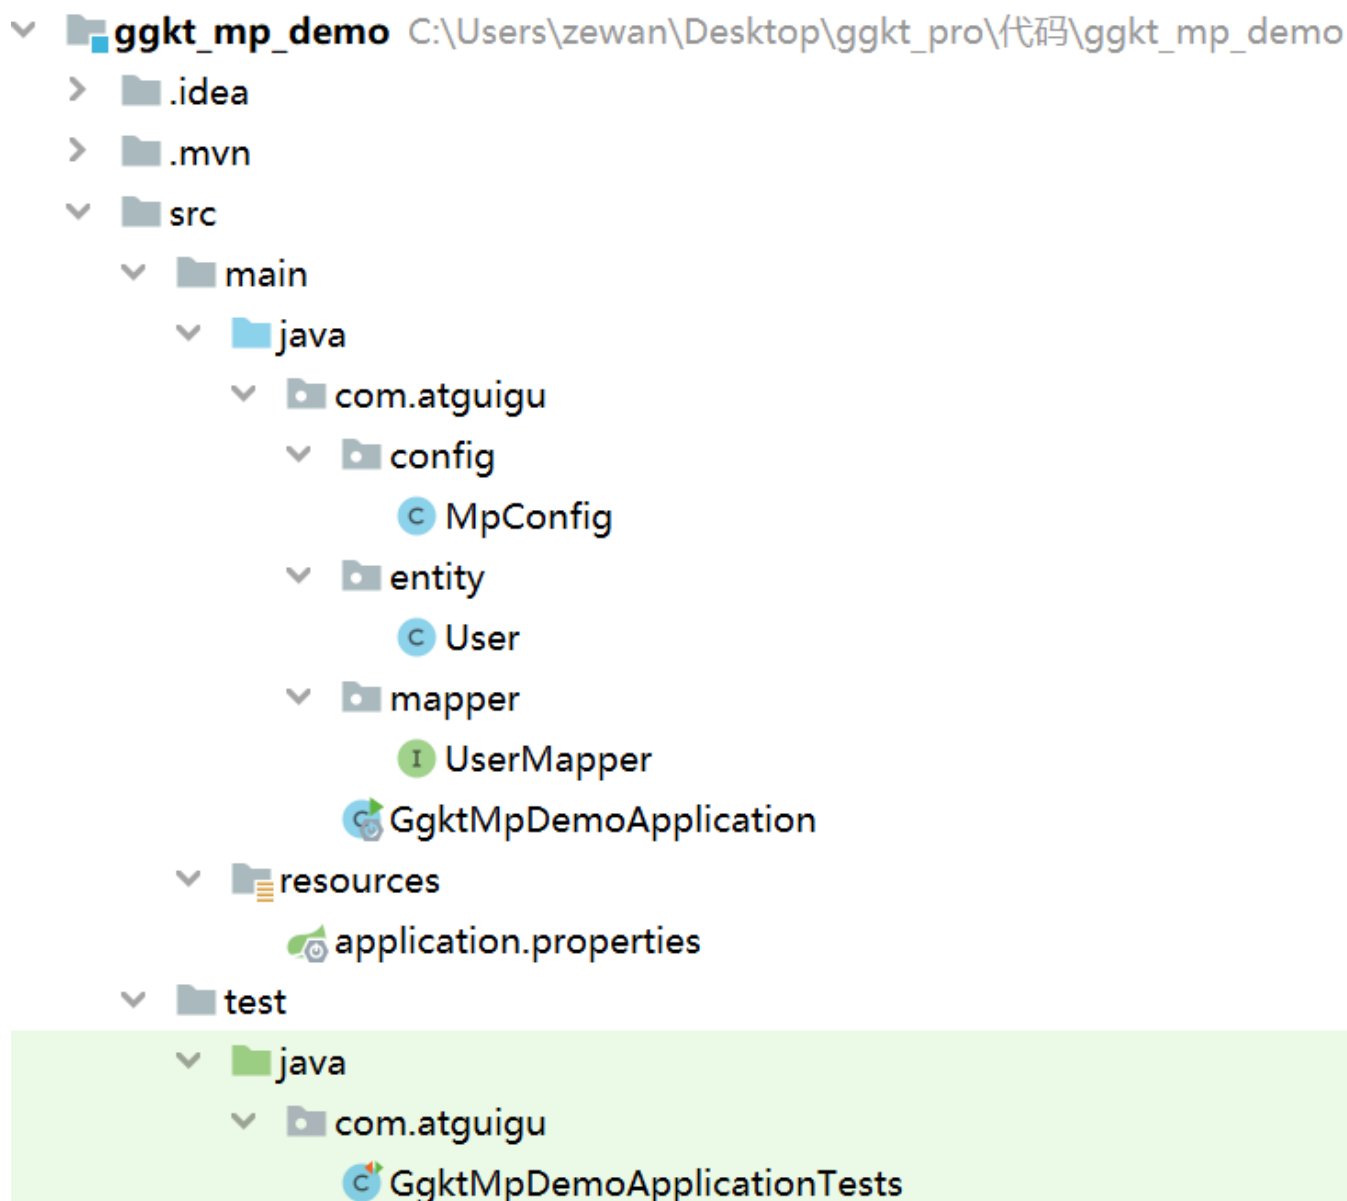 ggkt_mp_demo C:\Users\zewan\Desktop\ggkt_pro\代码\ggkt_mp_demo
.idea
.mvn
src
main
java
com.atguigu
config
C MpConfig
entity
C User
mapper
I UserMapper
C GgktMpDemoApplication
resources
application.properties
test
java
com.atguigu
C GgktMpDemoApplicationTests